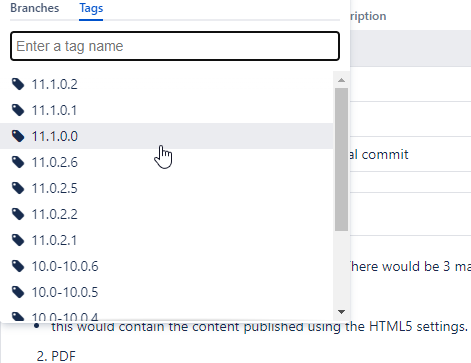 Branches Tags
ription
Enter a tag name
11.1.0.2
11.1.0.1
11.1.0.0
al commit
11.0.2.6
11.0.2.5
11.0.2.2
11.0.2.1
10.0-10.0.6
here would be 3 ma
10.0-10.0.5
10.0-10.0.4
this would contain the content published using the HTML5 settings.
2. PDF